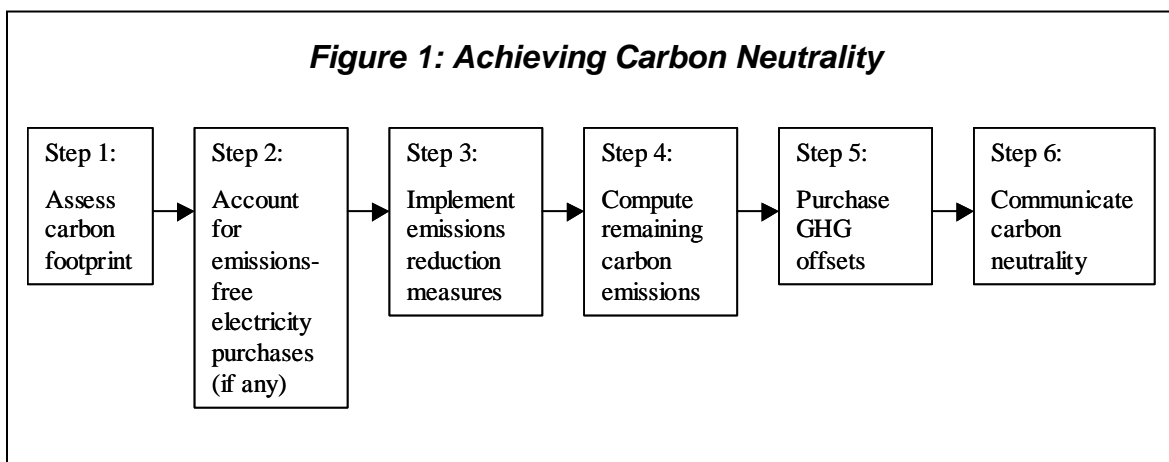 Figure 1: Achieving Carbon Neutrality
Step 1:
Assess
carbon
footprint
Step 2:
Account
for
emissions-
free
electricity
purchases
(if any)
Step 3:
Implement
emissions
reduction
measures
Step 4:
Compute
remaining
carbon
emissions
Step 5:
Purchase
GHG
offsets
Step 6:
Communicate
carbon
neutrality